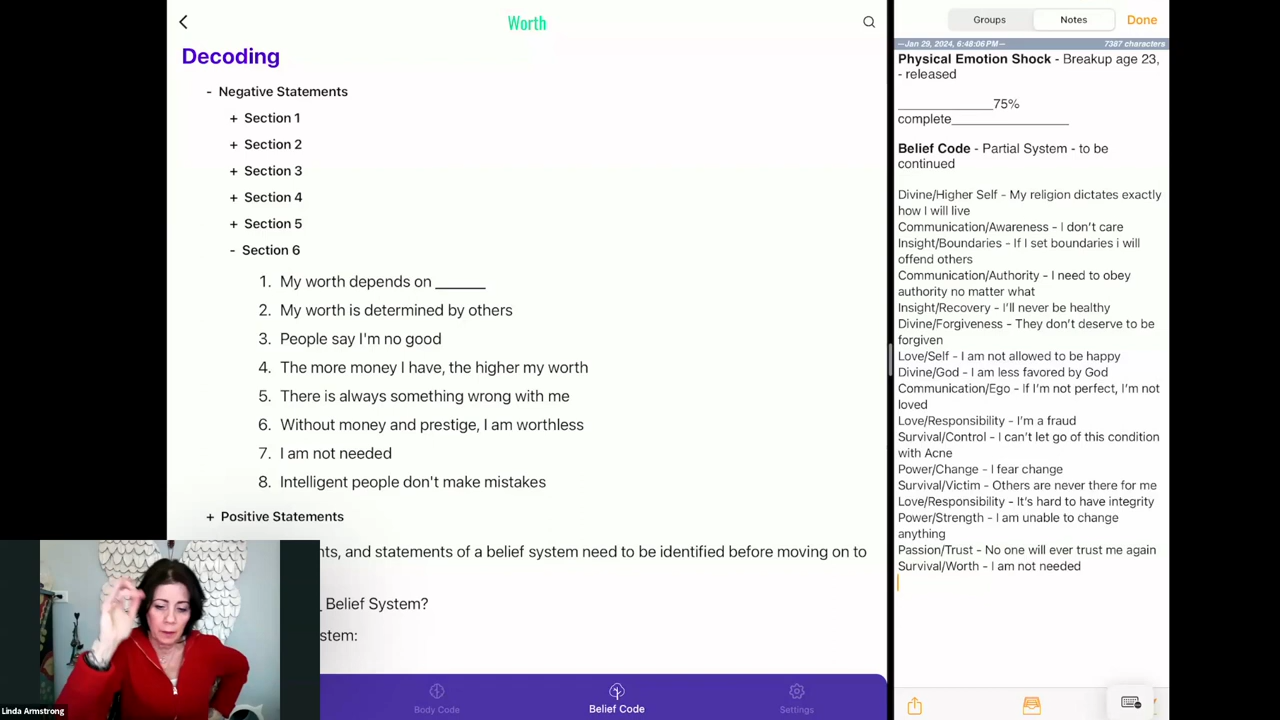 Worth
Decoding
- Negative Statements
+ Section 1
+ Section 2
+ Section 3
+ Section 4
+ Section 5
- Section 6
1. My worth depends on ______
2. My worth is determined by others
3. People say I'm no good
4. The more money I have, the higher my worth
5. There is always something wrong with me
6. Without money and prestige, I am worthless
7. I am not needed
8. Intelligent people don't make mistakes
+ Positive Statements
and statements of a belief system need to be identified before moving on to
Belief System?
Body Code
Belief Code
Settings
Linda Armstrong
Groups
Notes
Done
—Jan 29, 2024, 6:48:06 PM—
7387 characters
Physical Emotion Shock - Breakup age 23,
- released
______________75%
complete__________________
Belief Code - Partial System - to be
continued
Divine/Higher Self - My religion dictates exactly
how I will live
Communication/Awareness - I don't care
Insight/Boundaries - If I set boundaries i will
offend others
Communication/Authority - I need to obey
authority no matter what
Insight/Recovery - I'll never be healthy
Divine/Forgiveness - They don't deserve to be
forgiven
Love/Self - I am not allowed to be happy
Divine/God - I am less favored by God
Communication/Ego - If I'm not perfect, I'm not
loved
Love/Responsibility - I'm a fraud
Survival/Control - I can't let go of this condition
with Acne
Power/Change - I fear change
Survival/Victim - Others are never there for me
Love/Responsibility - It's hard to have integrity
Power/Strength - I am unable to change
anything
Passion/Trust - No one will ever trust me again
Survival/Worth - I am not needed